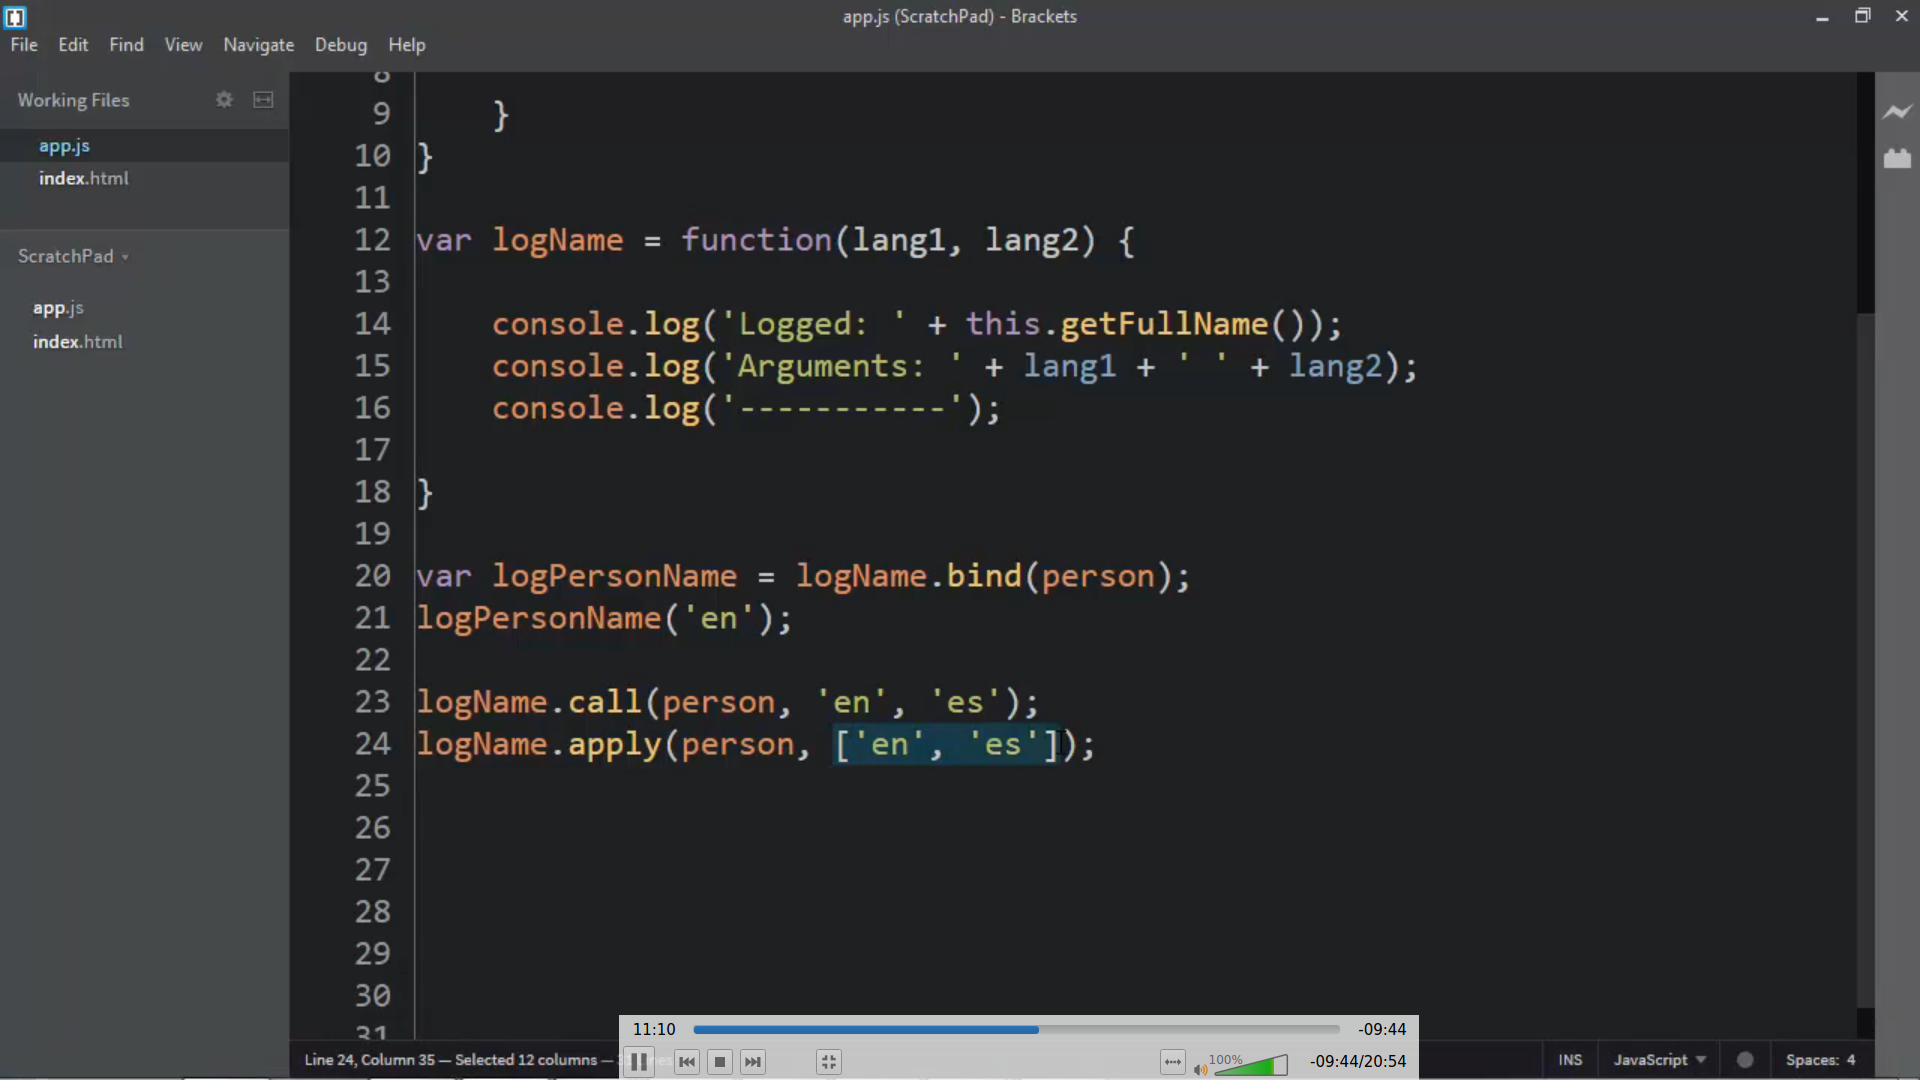 app.js (ScratchPad) - Brackets
File Edit Find View Navigate Debug Help
Working Files
app.js
index.html
ScratchPad
app.js
index.html
8
9 }
10 }
11
12 var logName = function(lang1, lang2) {
13
14 console.log('Logged: ' + this.getFullName());
15 console.log('Arguments: ' + lang1 + ' ' + lang2);
16 console.log('-----------');
17
18 }
19
20 var logPersonName = logName.bind(person);
21 logPersonName('en');
22
23 logName.call(person, 'en', 'es');
24 logName.apply(person, ['en', 'es']);
25
26
27
28
29
30
31
11:10 -09:44
Line 24, Column 35 — Selected 12 columns —
100% -09:44/20:54
INS JavaScript Spaces: 4